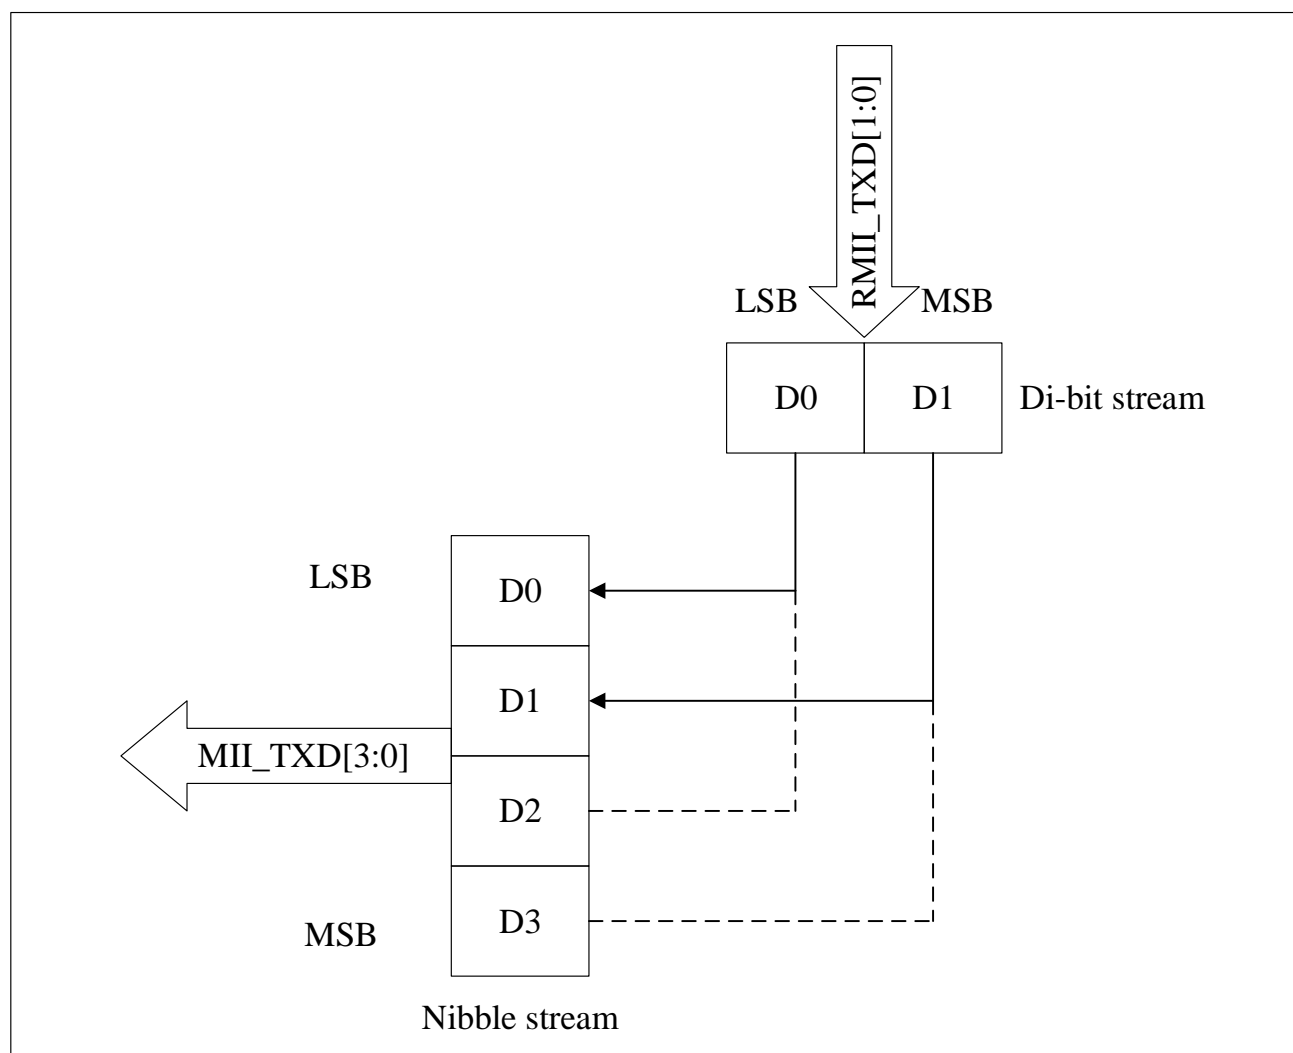 RMII_TXD[1:0]
LSB
MSB
D0
D1
Di-bit stream
LSB
D0
D1
MII_TXD[3:0]
D2
D3
MSB
Nibble stream